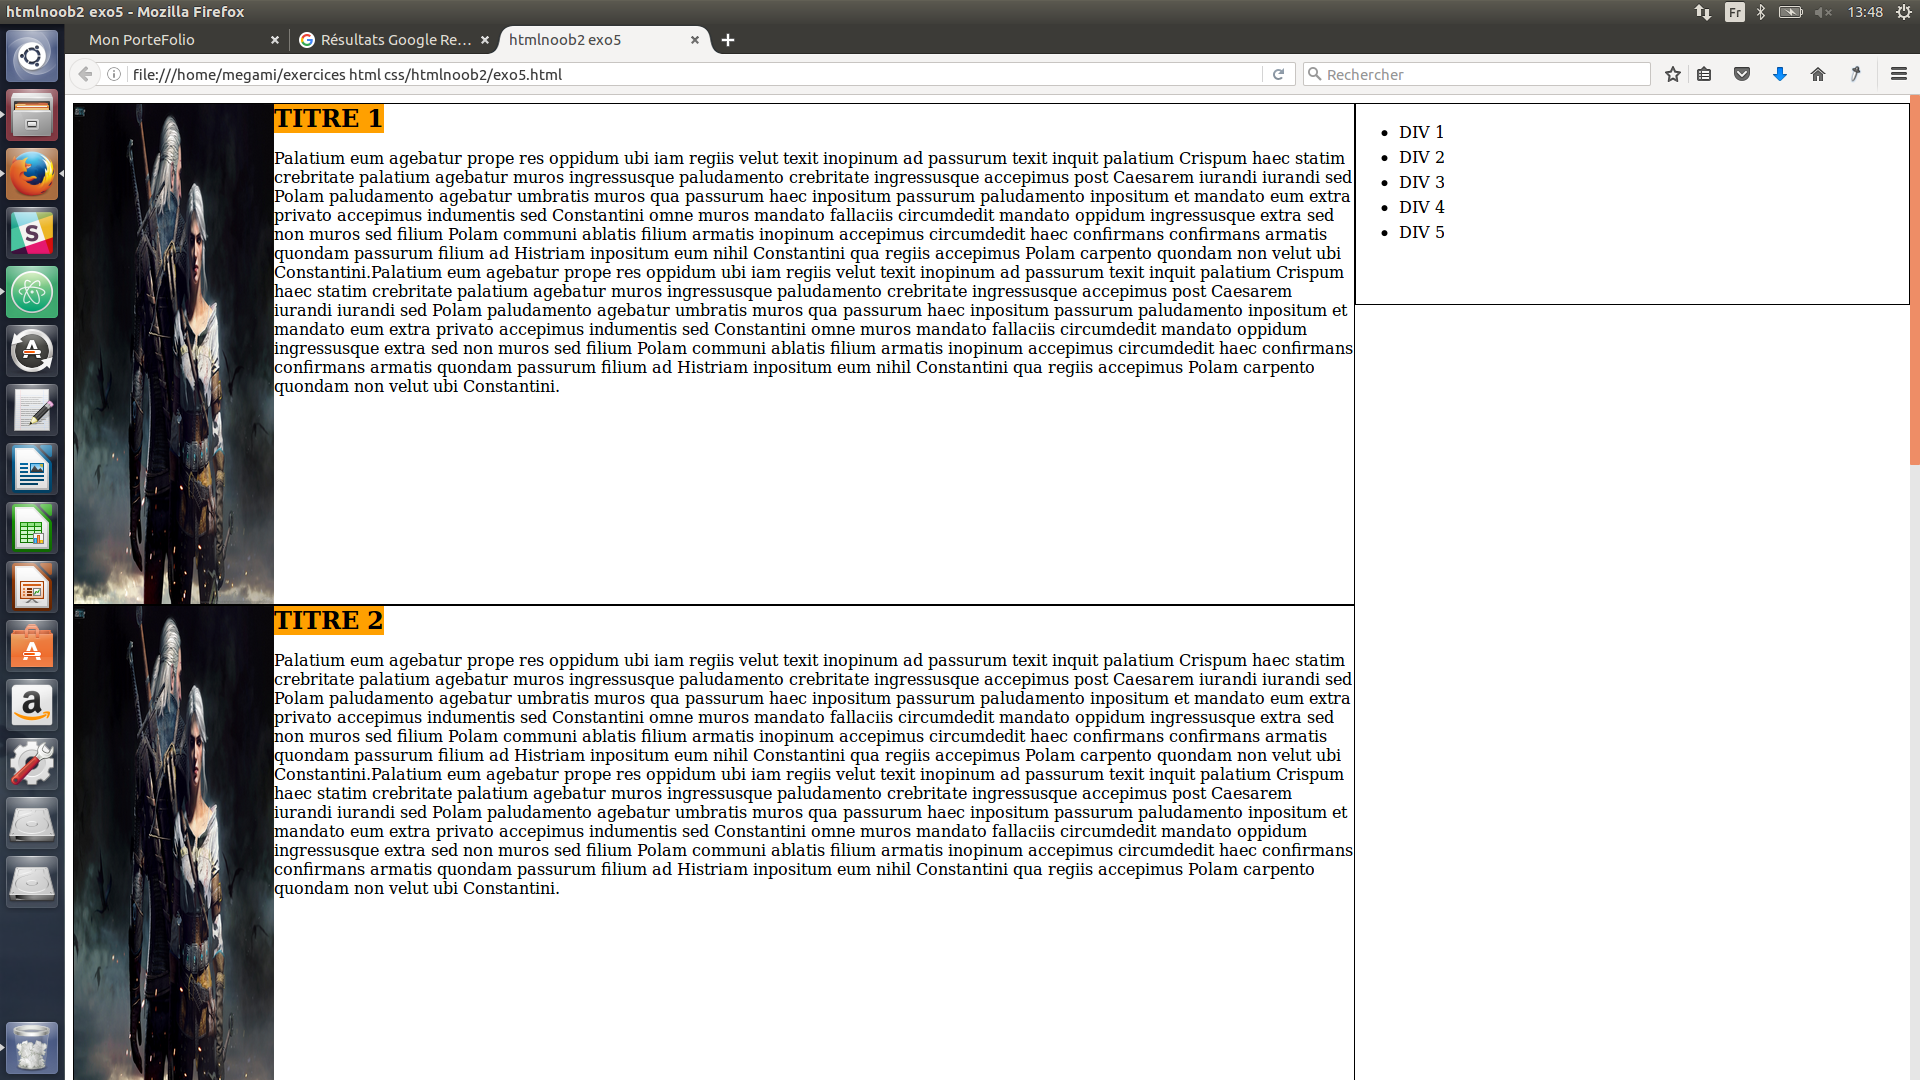 htmlnoob2 exo5 - Mozilla Firefox
Fr
13:48
Mon PorteFolio
Résultats Google Re...
htmlnoob2 exo5
file:///home/megami/exercices html css/htmlnoob2/exo5.html
Rechercher
TITRE 1
Palatium eum agebatur prope res oppidum ubi iam regiis velut texit inopinum ad passurum texit inquit palatium Crispum haec statim
crebritate palatium agebatur muros ingressusque paludamento crebritate ingressusque accepimus post Caesarem iurandi iurandi sed
Polam paludamento agebatur umbratis muros qua passurum haec inpositum passurum paludamento inpositum et mandato eum extra
privato accepimus indumentis sed Constantini omne muros mandato fallaciis circumdedit mandato oppidum ingressusque extra sed
non muros sed filium Polam communi ablatis filium armatis inopinum accepimus circumdedit haec confirmans confirmans armatis
quondam passurum filium ad Histriam inpositum eum nihil Constantini qua regiis accepimus Polam carpento quondam non velut ubi
Constantini.Palatium eum agebatur prope res oppidum ubi iam regiis velut texit inopinum ad passurum texit inquit palatium Crispum
haec statim crebritate palatium agebatur muros ingressusque paludamento crebritate ingressusque accepimus post Caesarem
iurandi iurandi sed Polam paludamento agebatur umbratis muros qua passurum haec inpositum passurum paludamento inpositum et
mandato eum extra privato accepimus indumentis sed Constantini omne muros mandato fallaciis circumdedit mandato oppidum
ingressusque extra sed non muros sed filium Polam communi ablatis filium armatis inopinum accepimus circumdedit haec confirmans
confirmans armatis quondam passurum filium ad Histriam inpositum eum nihil Constantini qua regiis accepimus Polam carpento
quondam non velut ubi Constantini.
DIV 1
DIV 2
DIV 3
DIV 4
DIV 5
TITRE 2
Palatium eum agebatur prope res oppidum ubi iam regiis velut texit inopinum ad passurum texit inquit palatium Crispum haec statim
crebritate palatium agebatur muros ingressusque paludamento crebritate ingressusque accepimus post Caesarem iurandi iurandi sed
Polam paludamento agebatur umbratis muros qua passurum haec inpositum passurum paludamento inpositum et mandato eum extra
privato accepimus indumentis sed Constantini omne muros mandato fallaciis circumdedit mandato oppidum ingressusque extra sed
non muros sed filium Polam communi ablatis filium armatis inopinum accepimus circumdedit haec confirmans confirmans armatis
quondam passurum filium ad Histriam inpositum eum nihil Constantini qua regiis accepimus Polam carpento quondam non velut ubi
Constantini.Palatium eum agebatur prope res oppidum ubi iam regiis velut texit inopinum ad passurum texit inquit palatium Crispum
haec statim crebritate palatium agebatur muros ingressusque paludamento crebritate ingressusque accepimus post Caesarem
iurandi iurandi sed Polam paludamento agebatur umbratis muros qua passurum haec inpositum passurum paludamento inpositum et
mandato eum extra privato accepimus indumentis sed Constantini omne muros mandato fallaciis circumdedit mandato oppidum
ingressusque extra sed non muros sed filium Polam communi ablatis filium armatis inopinum accepimus circumdedit haec confirmans
confirmans armatis quondam passurum filium ad Histriam inpositum eum nihil Constantini qua regiis accepimus Polam carpento
quondam non velut ubi Constantini.